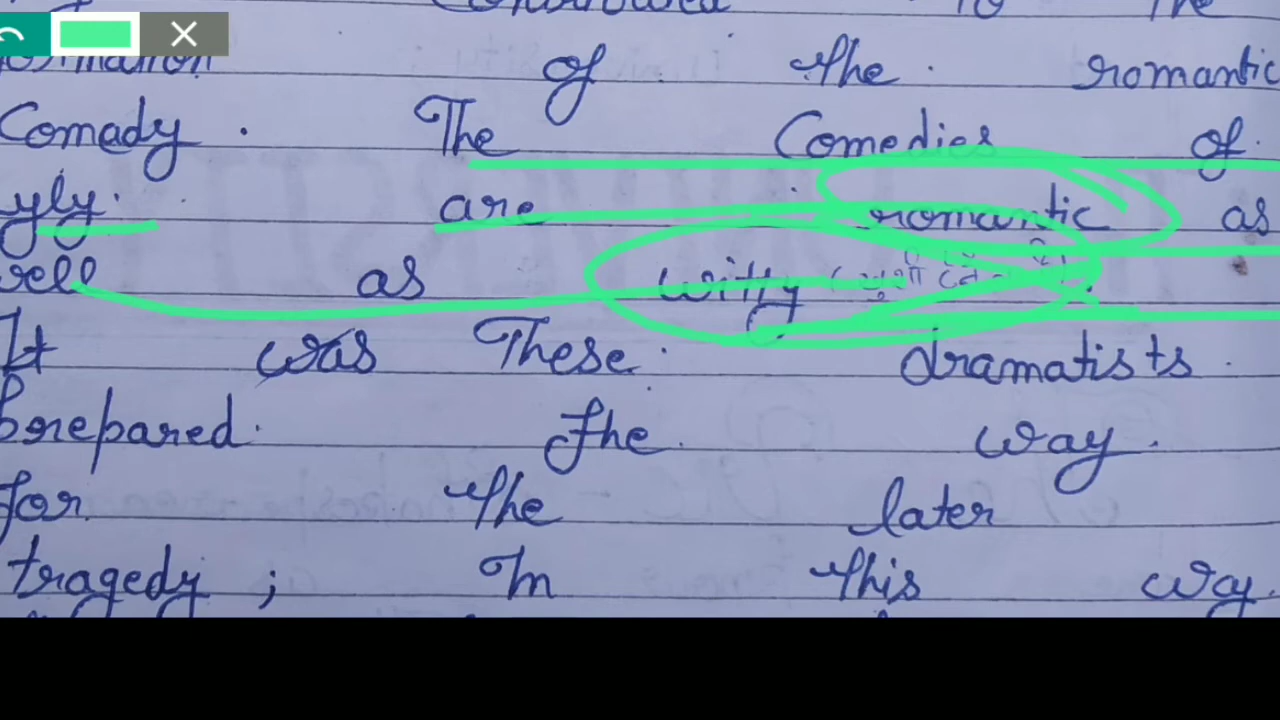 of the romantic
Comady. The Comedies of
yly. are romantic as
well as witty
It was These dramatists
prepared the way.
for the later
tragedy; In this way